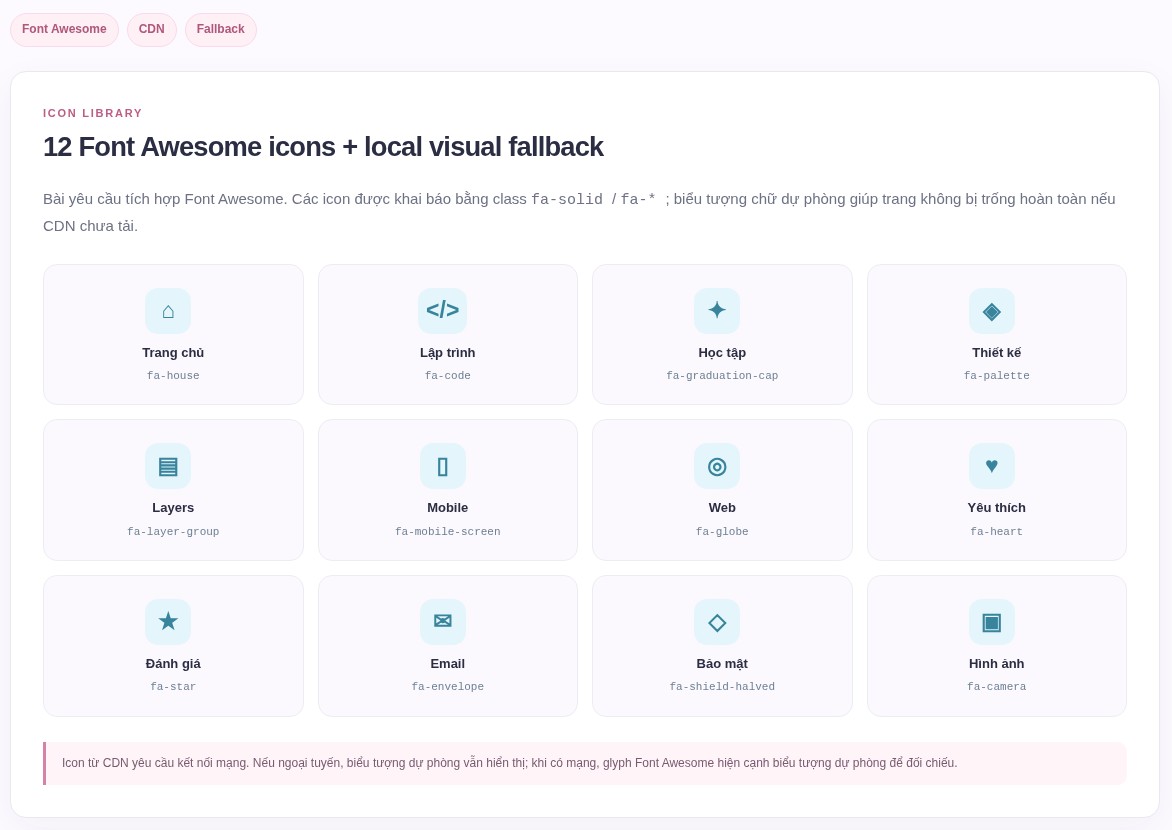 Font Awesome CDN Fallback
ICON LIBRARY
12 Font Awesome icons + local visual fallback
Bài yêu cầu tích hợp Font Awesome. Các icon được khai báo bằng class fa-solid / fa-* ; biểu tượng chữ dự phòng giúp trang không bị trống hoàn toàn nếu
CDN chưa tải.
</>
Trang chủ Lập trình Học tập Thiết kế
fa-house fa-code fa-graduation-cap fa-palette
Layers Mobile Web Yêu thích
fa-layer-group fa-mobile-screen fa-globe fa-heart
Đánh giá Email Bảo mật Hình ảnh
fa-star fa-envelope fa-shield-halved fa-camera
Icon từ CDN yêu cầu kết nối mạng. Nếu ngoại tuyến, biểu tượng dự phòng vẫn hiển thị; khi có mạng, glyph Font Awesome hiện cạnh biểu tượng dự phòng để đối chiếu.